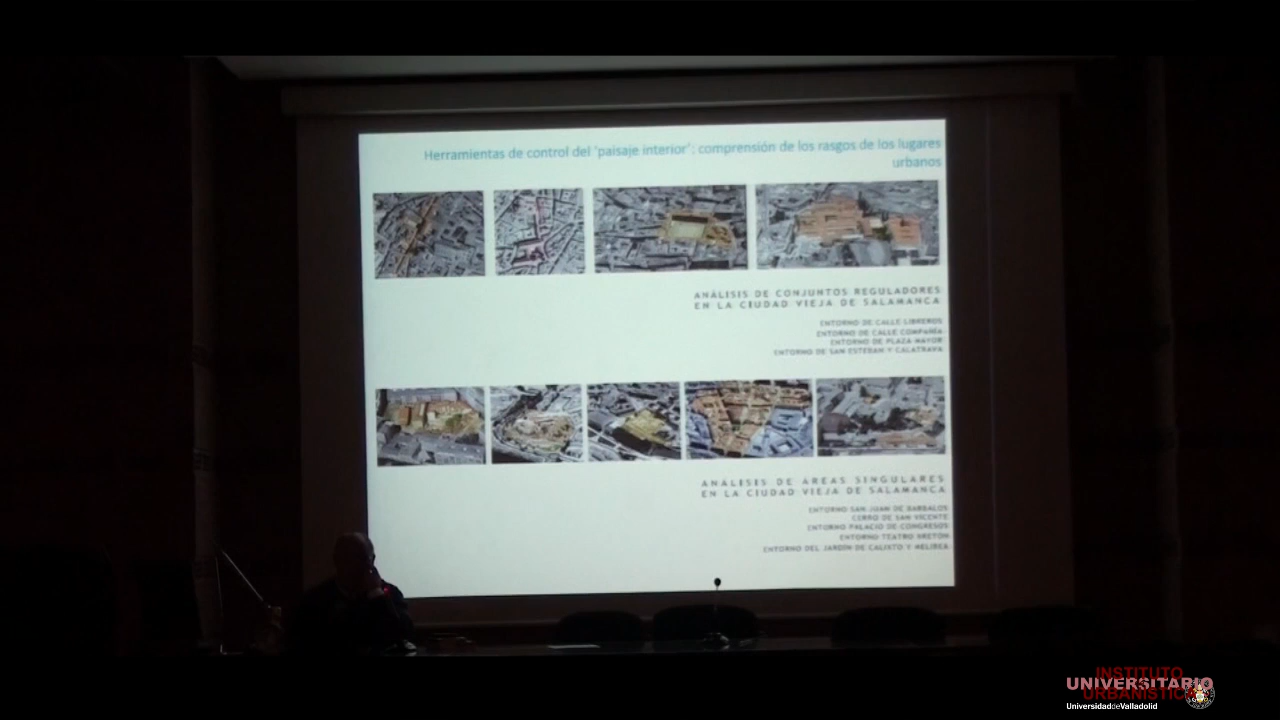 Herramientas de control del 'paisaje interior': comprensión de los rasgos de los lugares
urbanos
ANÁLISIS DE CONJUNTOS REGULADORES
EN LA CIUDAD VIEJA DE SALAMANCA
ENTORNO DE CALLE LIBREROS
ENTORNO DE CALLE COMPAÑÍA
ENTORNO DE PLAZA MAYOR
ENTORNO DE SAN ESTEBAN Y CALATRAVA
ANÁLISIS DE ÁREAS SINGULARES
EN LA CIUDAD VIEJA DE SALAMANCA
ENTORNO SAN JUAN DE BARBALOS
CERRO DE SAN VICENTE
ENTORNO PALACIO DE CONGRESOS
ENTORNO TEATRO BRETÓN
ENTORNO DEL JARDÍN DE CALIXTO Y MELIBEA
INSTITUTO
UNIVERSITARIO
URBANÍSTIC
UniversidaddeValladolid